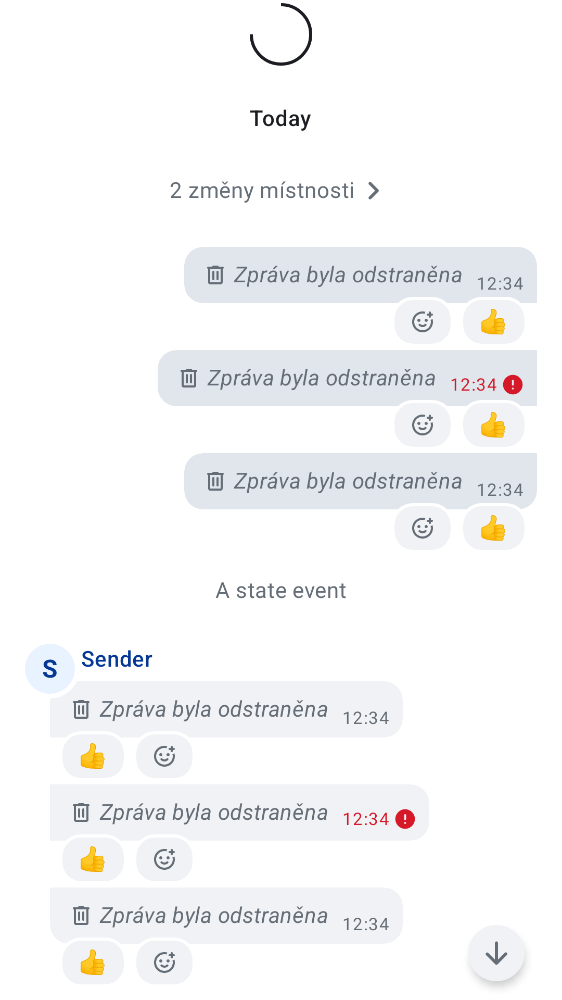 Today
2 změny místnosti
Zpráva byla odstraněna 12:34
Zpráva byla odstraněna 12:34
Zpráva byla odstraněna 12:34
A state event
S Sender
Zpráva byla odstraněna 12:34
Zpráva byla odstraněna 12:34
Zpráva byla odstraněna 12:34